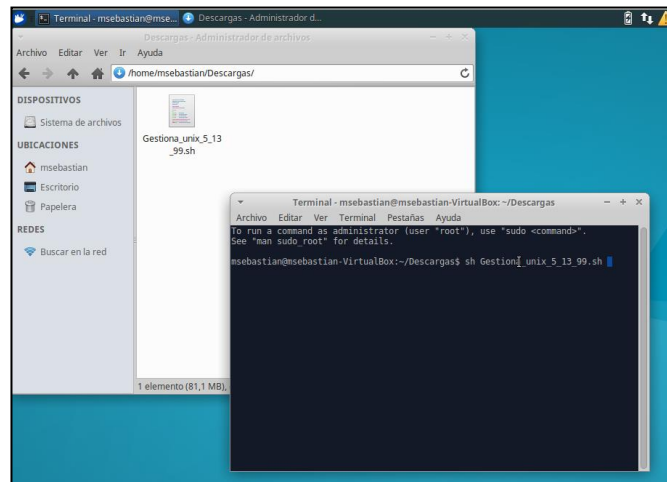 Terminal - msebastian@mse...
Descargas - Administrador d...
Descargas - Administrador de archivos
Archivo Editar Ver Ir Ayuda
/home/msebastian/Descargas/
DISPOSITIVOS
Sistema de archivos
UBICACIONES
msebastian
Escritorio
Papelera
REDES
Buscar en la red
Gestiona_unix_5_13
_99.sh
1 elemento (81,1 MB),
Terminal - msebastian@msebastian-VirtualBox: ~/Descargas
Archivo Editar Ver Terminal Pestañas Ayuda
To run a command as administrator (user "root"), use "sudo <command>".
See "man sudo_root" for details.
msebastian@msebastian-VirtualBox:~/Descargas$ sh Gestiona_unix_5_13_99.sh